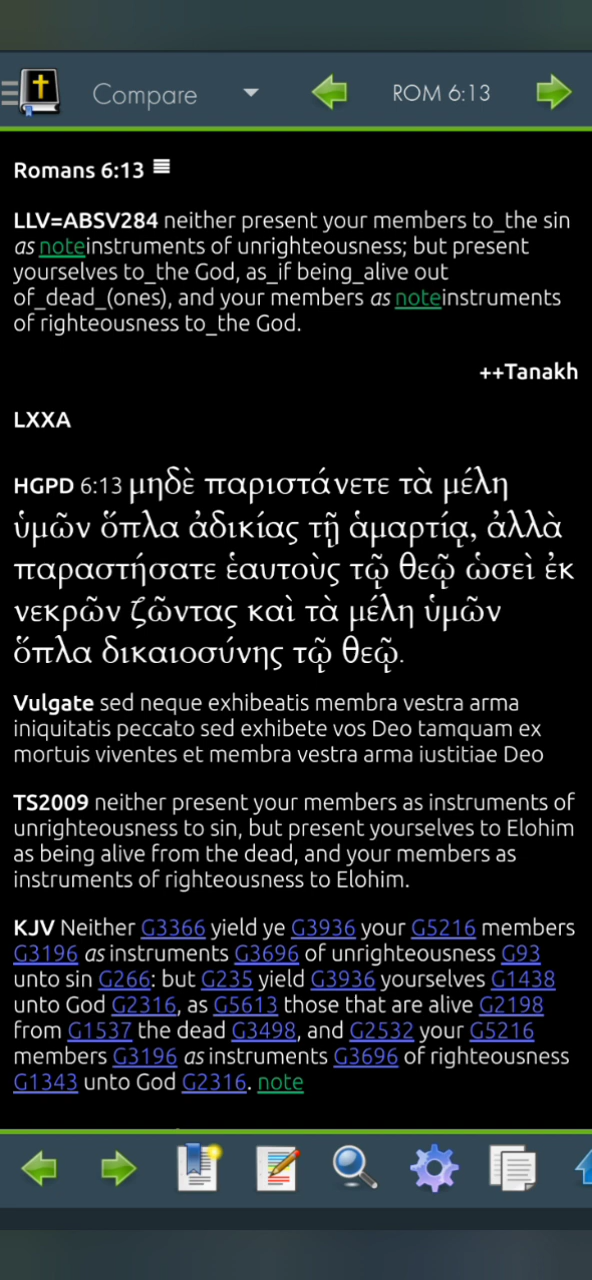 Compare
ROM 6:13
Romans 6:13
LLV=ABSV284 neither present your members to_the sin
as noteinstruments of unrighteousness; but present
yourselves to_the God, as_if being_alive out
of_dead_(ones), and your members as noteinstruments
of righteousness to_the God.
++Tanakh
LXXA
HGPD 6:13 μηδὲ παριστάνετε τὰ μέλη
ὑμῶν ὅπλα ἀδικίας τῇ ἁμαρτίᾳ, ἀλλὰ
παραστήσατε ἑαυτοὺς τῷ θεῷ ὡσεὶ ἐκ
νεκρῶν ζῶντας καὶ τὰ μέλη ὑμῶν
ὅπλα δικαιοσύνης τῷ θεῷ.
Vulgate sed neque exhibeatis membra vestra arma
iniquitatis peccato sed exhibete vos Deo tamquam ex
mortuis viventes et membra vestra arma iustitiae Deo
TS2009 neither present your members as instruments of
unrighteousness to sin, but present yourselves to Elohim
as being alive from the dead, and your members as
instruments of righteousness to Elohim.
KJV Neither G3366 yield ye G3936 your G5216 members
G3196 as instruments G3696 of unrighteousness G93
unto sin G266: but G235 yield G3936 yourselves G1438
unto God G2316, as G5613 those that are alive G2198
from G1537 the dead G3498, and G2532 your G5216
members G3196 as instruments G3696 of righteousness
G1343 unto God G2316. note